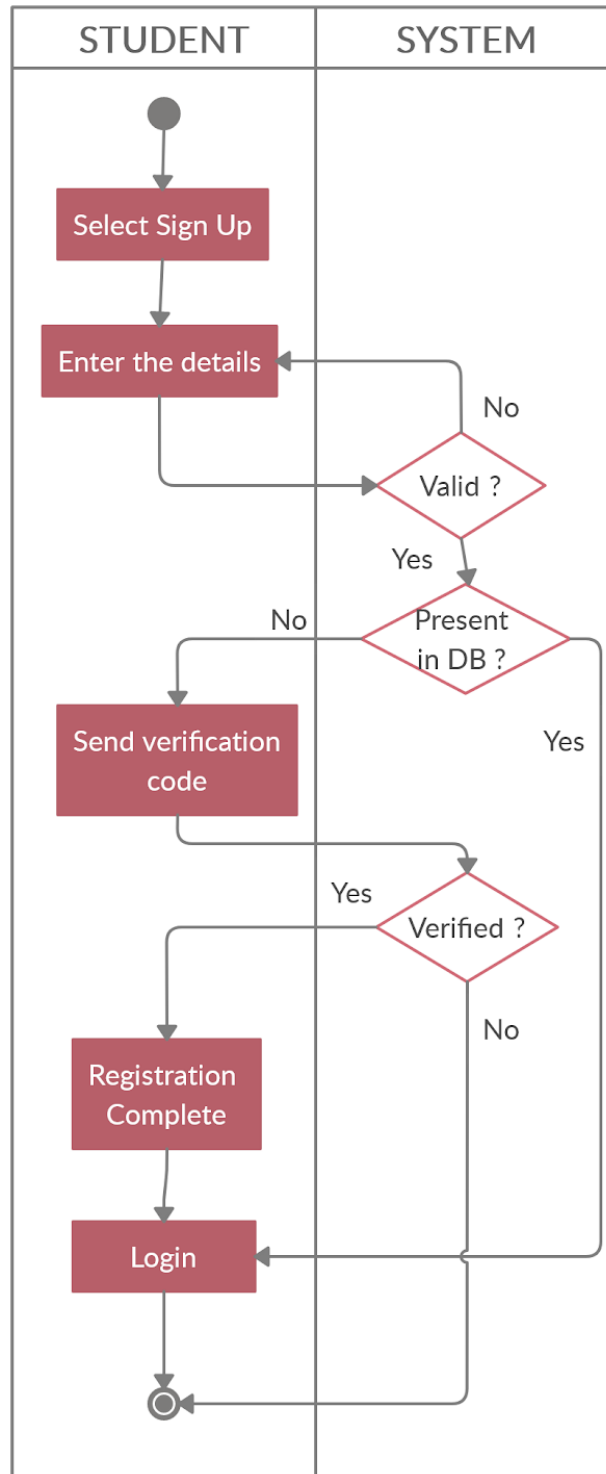 STUDENT
SYSTEM
Select Sign Up
Enter the details
No
Valid ?
Yes
No
Present
in DB ?
Send verification
code
Yes
Yes
Verified ?
No
Registration
Complete
Login